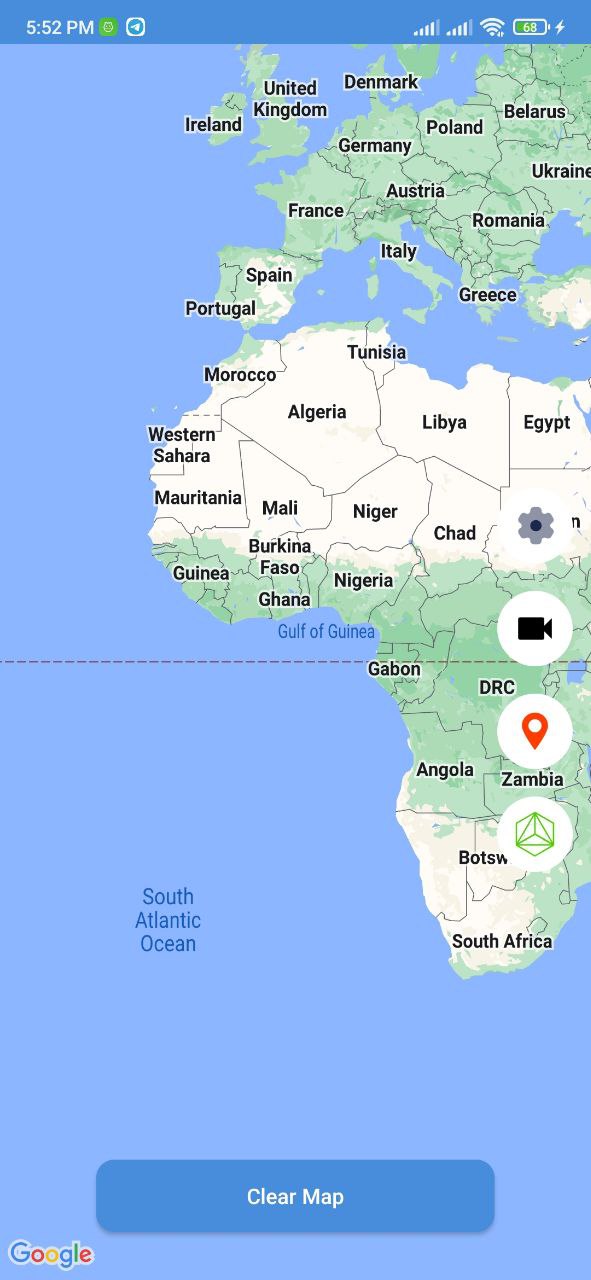 5:52 PM
68
United
Kingdom
Denmark
Ireland
Belarus
Poland
Germany
Ukraine
Austria
France
Romania
Italy
Spain
Greece
Portugal
Tunisia
Morocco
Algeria
Libya
Egypt
Western
Sahara
Mauritania
Mali
Niger
n
Chad
Burkina
Faso
Guinea
Nigeria
Ghana
Gulf of Guinea
Gabon
DRC
Angola
Zambia
Botsw
South
Atlantic
Ocean
South Africa
Clear Map
Google